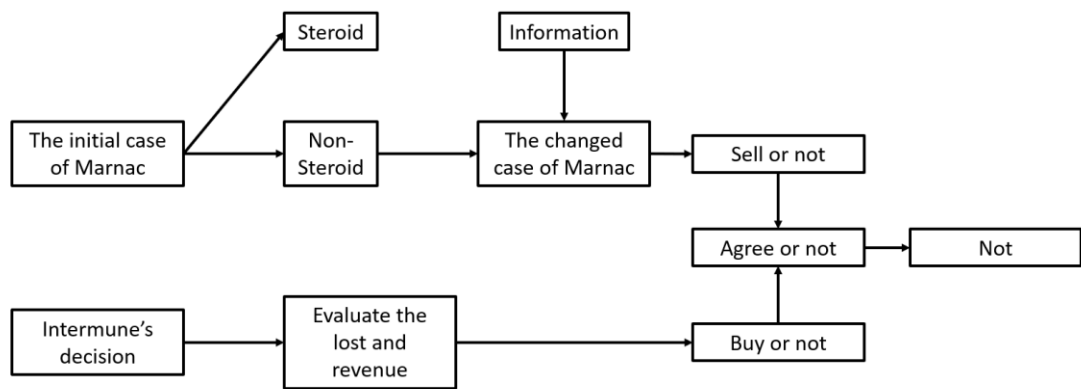 Steroid
Information
The initial case
of Marnac
Non-
Steroid
The changed
case of Marnac
Sell or not
Agree or not
Not
Intermune’s
decision
Evaluate the
lost and
revenue
Buy or not